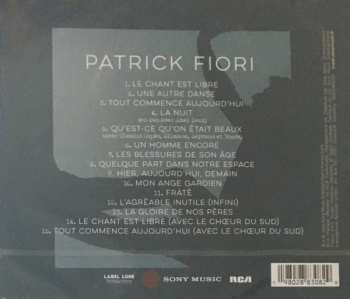 PATRICK FIORI
1. LE CHANT EST LIBRE
2. UNE AUTRE DANSE
3. TOUT COMMENCE AUJOURD'HUI
4. LA NUIT
5. QU'EST-CE QU'ON ÉTAIT BEAUX
6. UN HOMME ENCORE
7. LES BLESSURES DE SON ÂGE
8. QUELQUE PART DANS NOTRE ESPACE
9. HIER, AUJOURD HUI, DEMAIN
10. MON ANGE GARDIEN
11. FRATÈ
12. L'AGRÉABLE INUTILE (INFINI)
13. LA GLOIRE DE NOS PÈRES
14. LE CHANT EST LIBRE (AVEC LE CHŒUR DU SUD)
15. TOUT COMMENCE AUJOURD'HUI (AVEC LE CHŒUR DU SUD)
LABEL LONE
SONY MUSIC
RCA